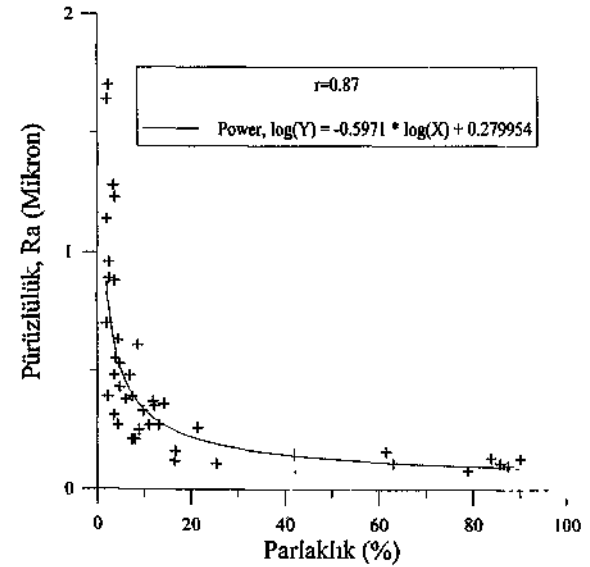 2
r=0.87
Power, log(Y) = -0.5971 * log(X) + 0.279954
Pürüzlülük, Ra (Mikron)
1
0
0 20 40 60 80 100
Parlaklık (%)